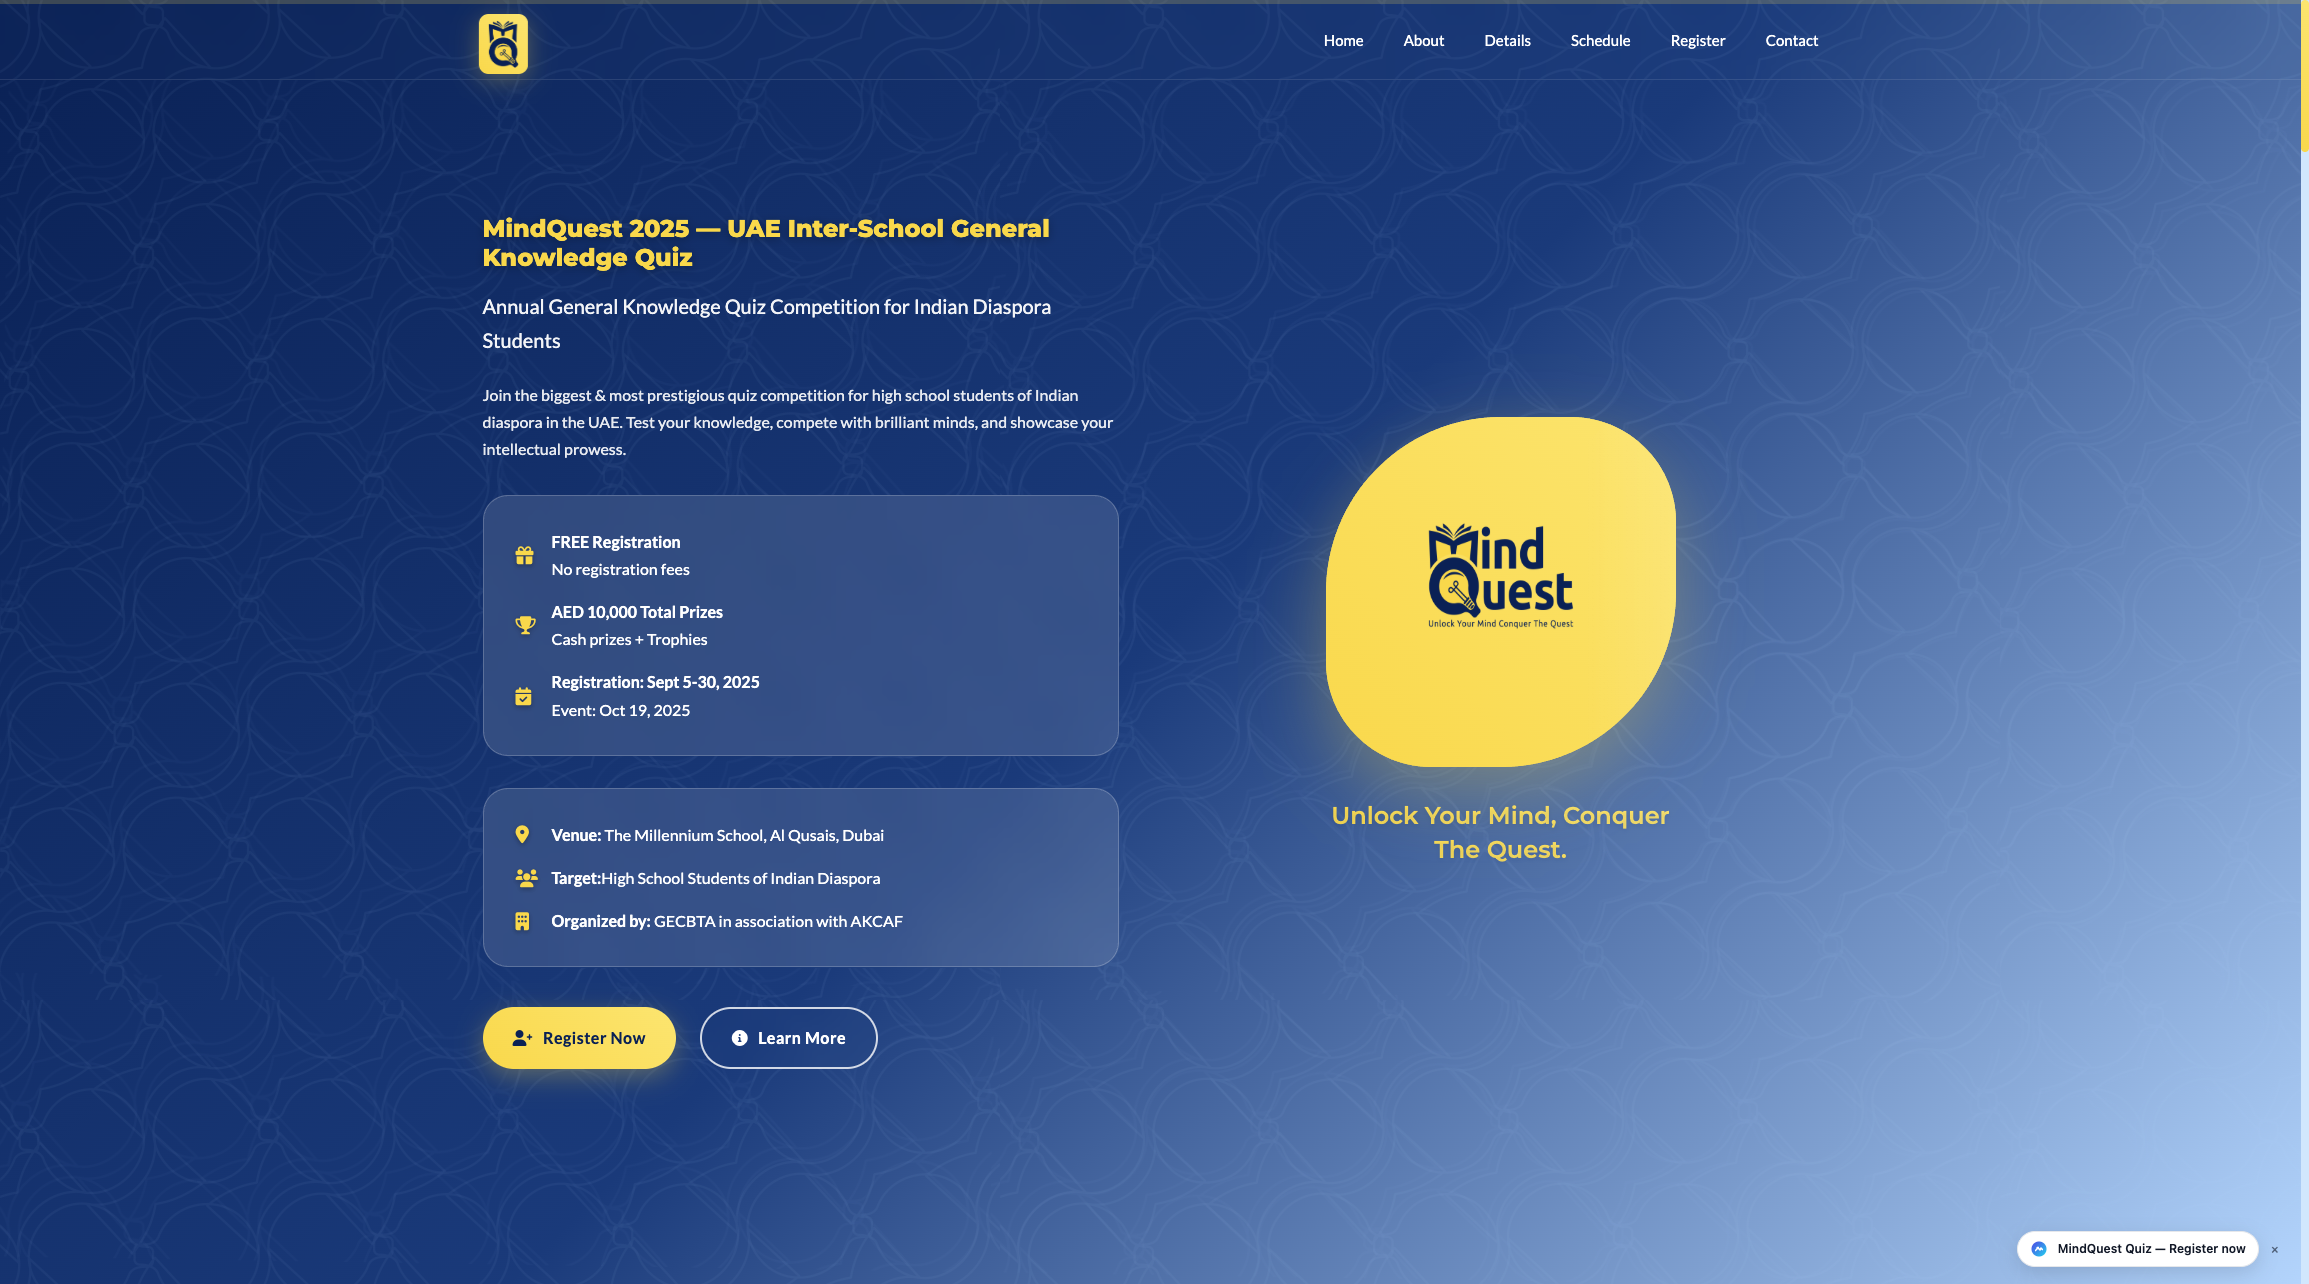 Home About Details Schedule Register Contact
MindQuest 2025 — UAE Inter-School General
Knowledge Quiz
Annual General Knowledge Quiz Competition for Indian Diaspora
Students
Join the biggest & most prestigious quiz competition for high school students of Indian
diaspora in the UAE. Test your knowledge, compete with brilliant minds, and showcase your
intellectual prowess.
FREE Registration
No registration fees
AED 10,000 Total Prizes
Cash prizes + Trophies
Registration: Sept 5-30, 2025
Event: Oct 19, 2025
Venue: The Millennium School, Al Qusais, Dubai
Target:High School Students of Indian Diaspora
Organized by: GECBTA in association with AKCAF
Register Now
Learn More
Mind
Quest
Unlock Your Mind Conquer The Quest
Unlock Your Mind, Conquer
The Quest.
MindQuest Quiz — Register now ×